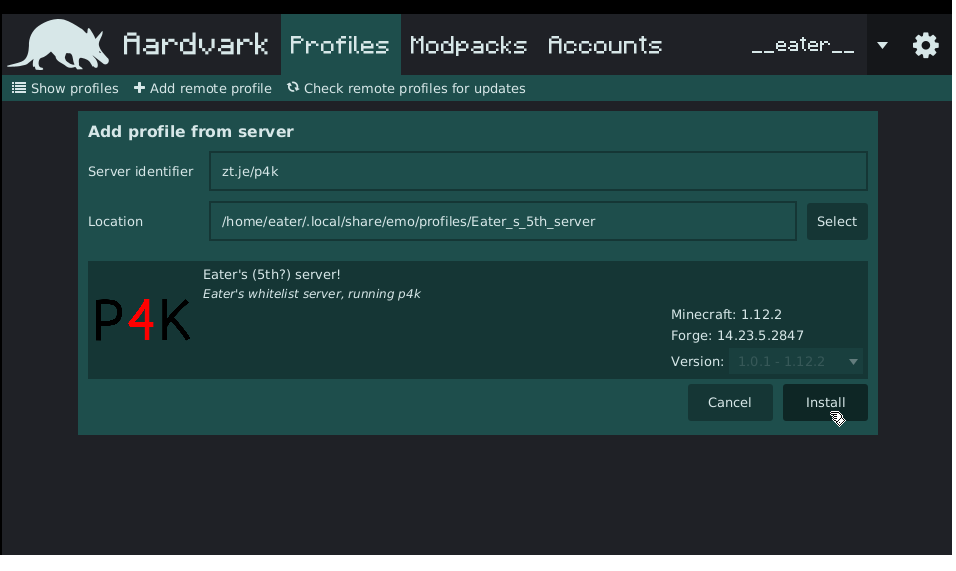 Aardvark Profiles Modpacks Accounts __eater__
Show profiles Add remote profile Check remote profiles for updates
Add profile from server
Server identifier zt.je/p4k
Location /home/eater/.local/share/emo/profiles/Eater_s_5th_server Select
Eater's (5th?) server!
Eater's whitelist server, running p4k
P4K
Minecraft: 1.12.2
Forge: 14.23.5.2847
Version: 1.0.1 - 1.12.2
Cancel Install